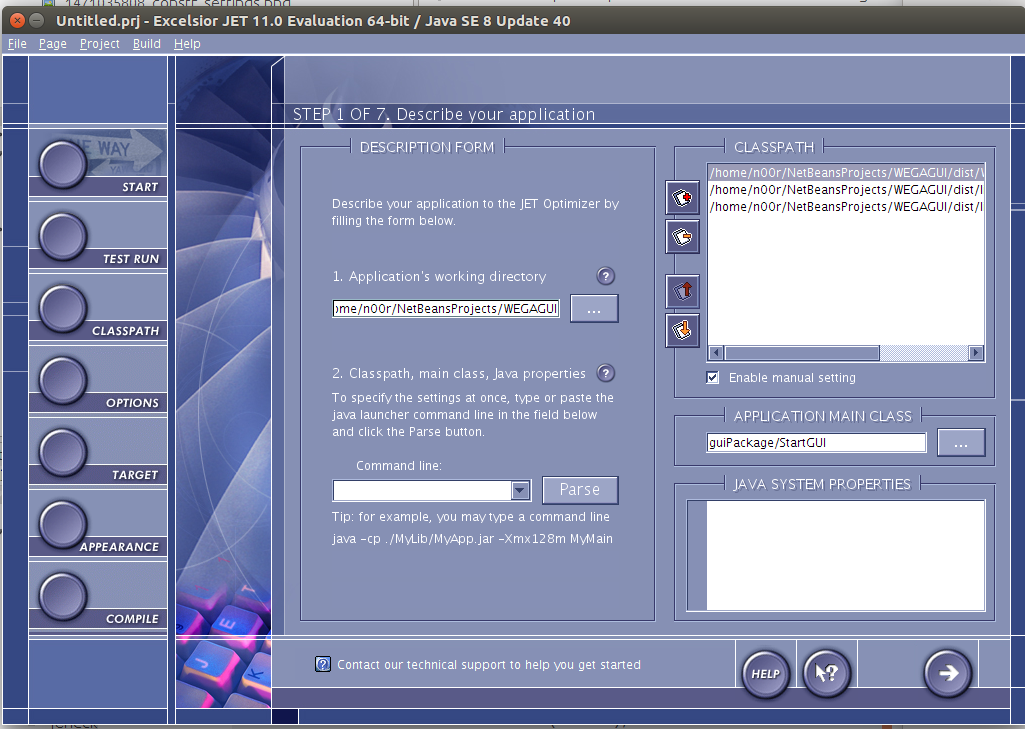 Untitled.prj - Excelsior JET 11.0 Evaluation 64-bit / Java SE 8 Update 40
File Page Project Build Help
STEP 1 OF 7. Describe your application
WAY
START
TEST RUN
CLASSPATH
OPTIONS
TARGET
APPEARANCE
COMPILE
DESCRIPTION FORM
Describe your application to the JET Optimizer by
filling the form below.
1. Application's working directory
?
ome/n00r/NetBeansProjects/WEGAGUI
...
2. Classpath, main class, Java properties
?
To specify the settings at once, type or paste the
java launcher command line in the field below
and click the Parse button.
Command line:
Parse
Tip: for example, you may type a command line
java -cp ./MyLib/MyApp.jar -Xmx128m MyMain
CLASSPATH
/home/n00r/NetBeansProjects/WEGAGUI/dist/
/home/n00r/NetBeansProjects/WEGAGUI/dist/
/home/n00r/NetBeansProjects/WEGAGUI/dist/
Enable manual setting
APPLICATION MAIN CLASS
guiPackage/StartGUI
...
JAVA SYSTEM PROPERTIES
E
J
K
? Contact our technical support to help you get started
HELP
?